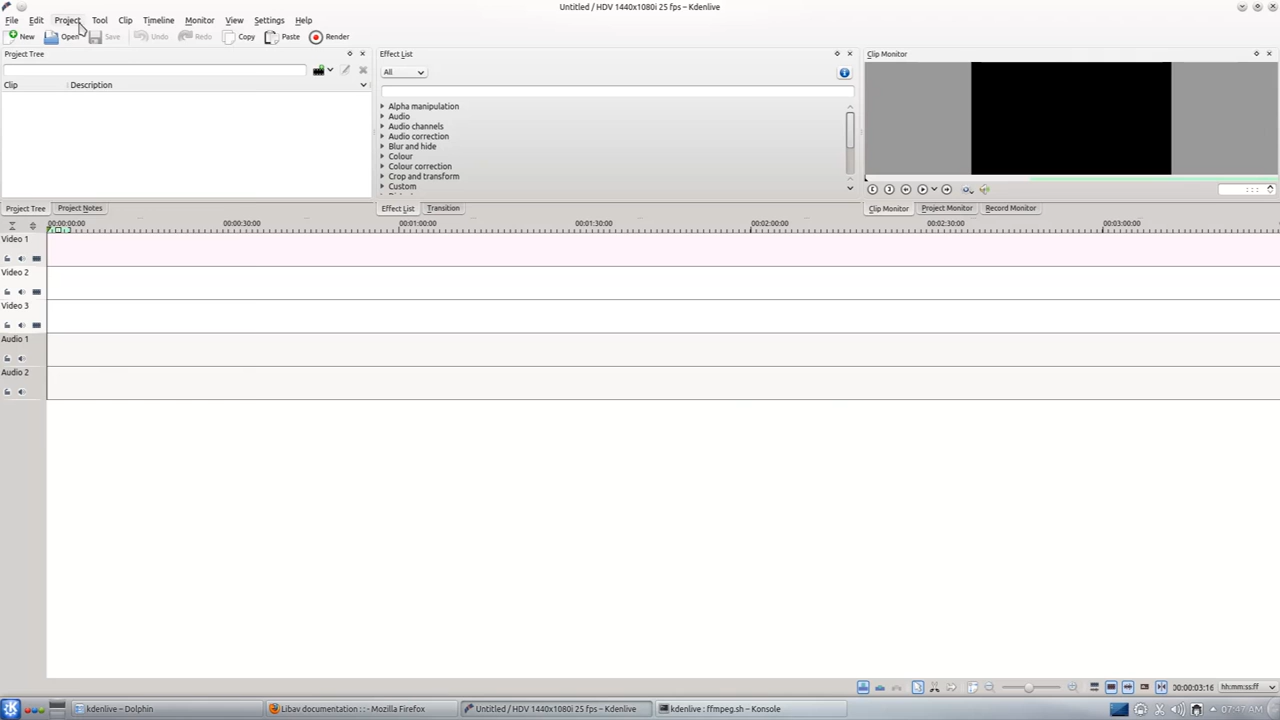 Untitled / HDV 1440x1080i 25 fps - Kdenlive
File Edit Project Tool Clip Timeline Monitor View Settings Help
New Open Save Undo Redo Copy Paste Render
Project Tree Effect List Clip Monitor
All
Clip Description
Alpha manipulation
Audio
Audio channels
Audio correction
Blur and hide
Colour
Colour correction
Crop and transform
Custom
: : :
Project Tree Project Notes Effect List Transition Clip Monitor Project Monitor Record Monitor
00:00:00:00 00:00:30:00 00:01:00:00 00:01:30:00 00:02:00:00 00:02:30:00 00:03:00:00
Video 1
Video 2
Video 3
Audio 1
Audio 2
00:00:03:16 hh:mm:ss:ff
kdenlive – Dolphin Libav documentation : : – Mozilla Firefox Untitled / HDV 1440x1080i 25 fps – Kdenlive kdenlive : ffmpeg.sh – Konsole 07:47 AM